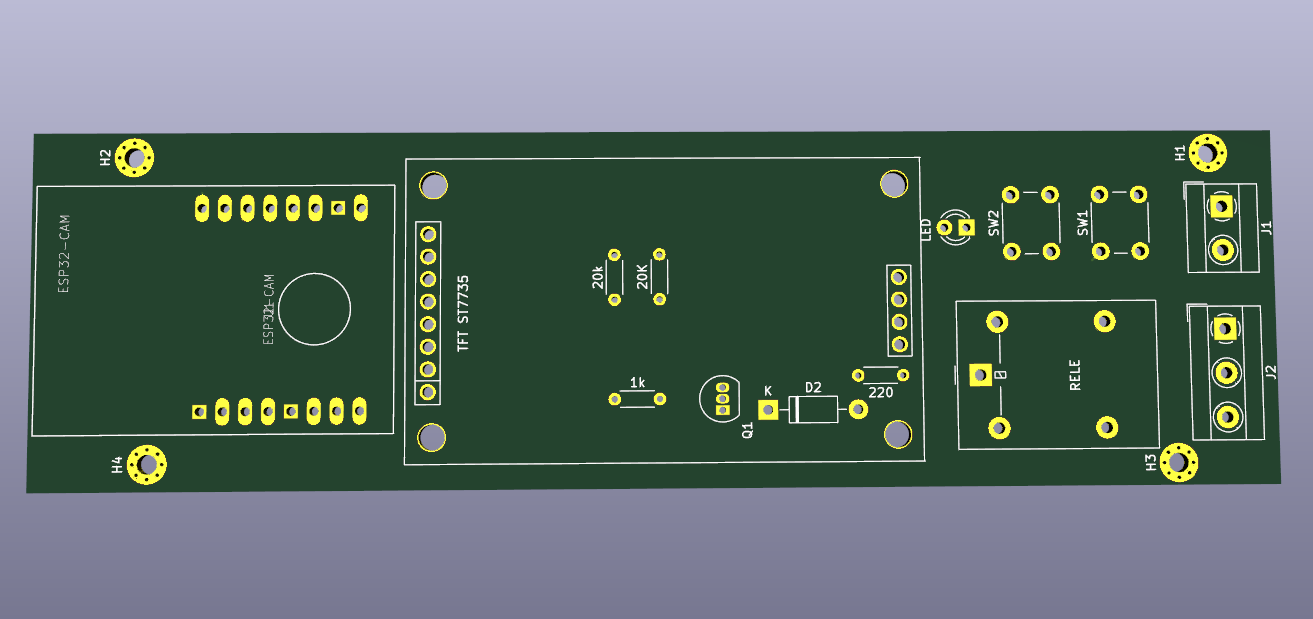 H2
H1
ESP32-CAM
ESP32-CAM
TFT ST7735
20k
20K
1k
Q1
K
D2
220
LED
SW2
SW1
J1
RELE
J2
H4
H3